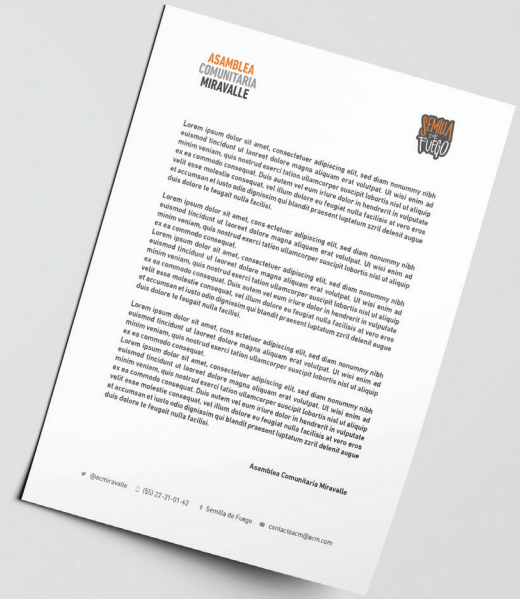 ASAMBLEA
COMUNITARIA
MIRAVALLE
SEMILLA
DE
FUEGO
Lorem ipsum dolor sit amet, consectetuer adipiscing elit, sed diam nonummy nibh
euismod tincidunt ut laoreet dolore magna aliquam erat volutpat. Ut wisi enim ad
minim veniam, quis nostrud exerci tation ullamcorper suscipit lobortis nisl ut aliquip
ex ea commodo consequat. Duis autem vel eum iriure dolor in hendrerit in vulputate
velit esse molestie consequat, vel illum dolore eu feugiat nulla facilisis at vero eros
et accumsan et iusto odio dignissim qui blandit praesent luptatum zzril delenit augue
duis dolore te feugait nulla facilisi.
Lorem ipsum dolor sit amet, cons ectetuer adipiscing elit, sed diam nonummy nibh
euismod tincidunt ut laoreet dolore magna aliquam erat volutpat. Ut wisi enim ad
minim veniam, quis nostrud exerci tation ullamcorper suscipit lobortis nisl ut aliquip
ex ea commodo consequat.
Lorem ipsum dolor sit amet, consectetuer adipiscing elit, sed diam nonummy nibh
euismod tincidunt ut laoreet dolore magna aliquam erat volutpat. Ut wisi enim ad
minim veniam, quis nostrud exerci tation ullamcorper suscipit lobortis nisl ut aliquip
ex ea commodo consequat. Duis autem vel eum iriure dolor in hendrerit in vulputate
velit esse molestie consequat, vel illum dolore eu feugiat nulla facilisis at vero eros
et accumsan et iusto odio dignissim qui blandit praesent luptatum zzril delenit augue
duis dolore te feugait nulla facilisi.
Lorem ipsum dolor sit amet, consectetuer adipiscing elit, sed diam nonummy nibh
euismod tincidunt ut laoreet dolore magna aliquam erat volutpat. Ut wisi enim ad
minim veniam, quis nostrud exerci tation ullamcorper suscipit lobortis nisl ut aliquip
ex ea commodo consequat.
Lorem ipsum dolor sit amet, consectetuer adipiscing elit, sed diam nonummy nibh
euismod tincidunt ut laoreet dolore magna aliquam erat volutpat. Ut wisi enim ad
minim veniam, quis nostrud exerci tation ullamcorper suscipit lobortis nisl ut aliquip
ex ea commodo consequat. Duis autem vel eum iriure dolor in hendrerit in vulputate
velit esse molestie consequat, vel illum dolore eu feugiat nulla facilisis at vero eros
et accumsan et iusto odio dignissim qui blandit praesent luptatum zzril delenit augue
duis dolore te feugait nulla facilisi.
Asamblea Comunitaria Miravalle
@acmiravalle (55) 22-31-01-42 Semilla de Fuego contactoacm@acm.com